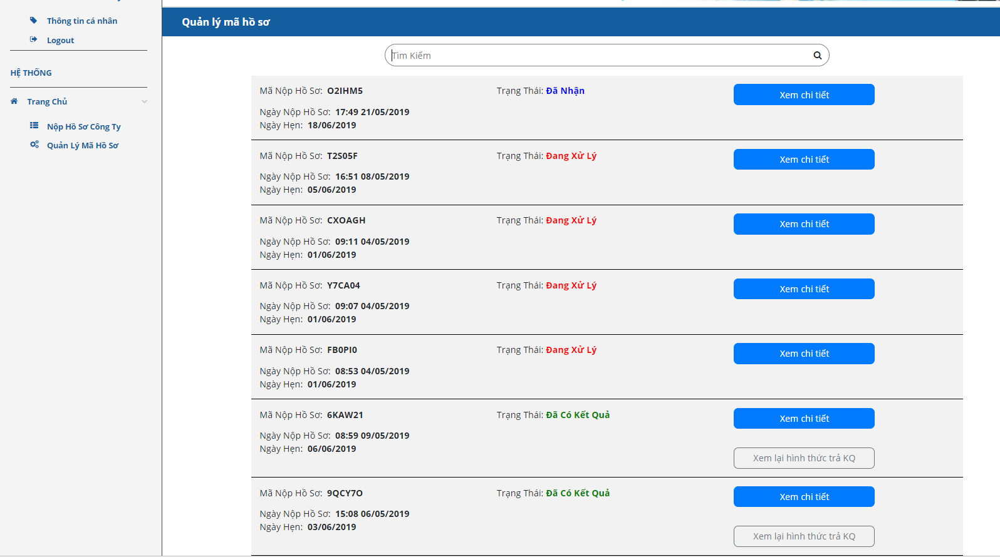 Thông tin cá nhân
Logout
HỆ THỐNG
Trang Chủ
Nộp Hồ Sơ Công Ty
Quản Lý Mã Hồ Sơ
Quản lý mã hồ sơ
Tìm Kiếm
Mã Nộp Hồ Sơ: O2IHM5
Trạng Thái: Đã Nhận
Xem chi tiết
Ngày Nộp Hồ Sơ: 17:49 21/05/2019
Ngày Hẹn: 18/06/2019
Mã Nộp Hồ Sơ: T2S05F
Trạng Thái: Đang Xử Lý
Xem chi tiết
Ngày Nộp Hồ Sơ: 16:51 08/05/2019
Ngày Hẹn: 05/06/2019
Mã Nộp Hồ Sơ: CXOAGH
Trạng Thái: Đang Xử Lý
Xem chi tiết
Ngày Nộp Hồ Sơ: 09:11 04/05/2019
Ngày Hẹn: 01/06/2019
Mã Nộp Hồ Sơ: Y7CA04
Trạng Thái: Đang Xử Lý
Xem chi tiết
Ngày Nộp Hồ Sơ: 09:07 04/05/2019
Ngày Hẹn: 01/06/2019
Mã Nộp Hồ Sơ: FB0PI0
Trạng Thái: Đang Xử Lý
Xem chi tiết
Ngày Nộp Hồ Sơ: 08:53 04/05/2019
Ngày Hẹn: 01/06/2019
Mã Nộp Hồ Sơ: 6KAW21
Trạng Thái: Đã Có Kết Quả
Xem chi tiết
Ngày Nộp Hồ Sơ: 08:59 09/05/2019
Ngày Hẹn: 06/06/2019
Xem lại hình thức trả KQ
Mã Nộp Hồ Sơ: 9QCY7O
Trạng Thái: Đã Có Kết Quả
Xem chi tiết
Ngày Nộp Hồ Sơ: 15:08 06/05/2019
Ngày Hẹn: 03/06/2019
Xem lại hình thức trả KQ